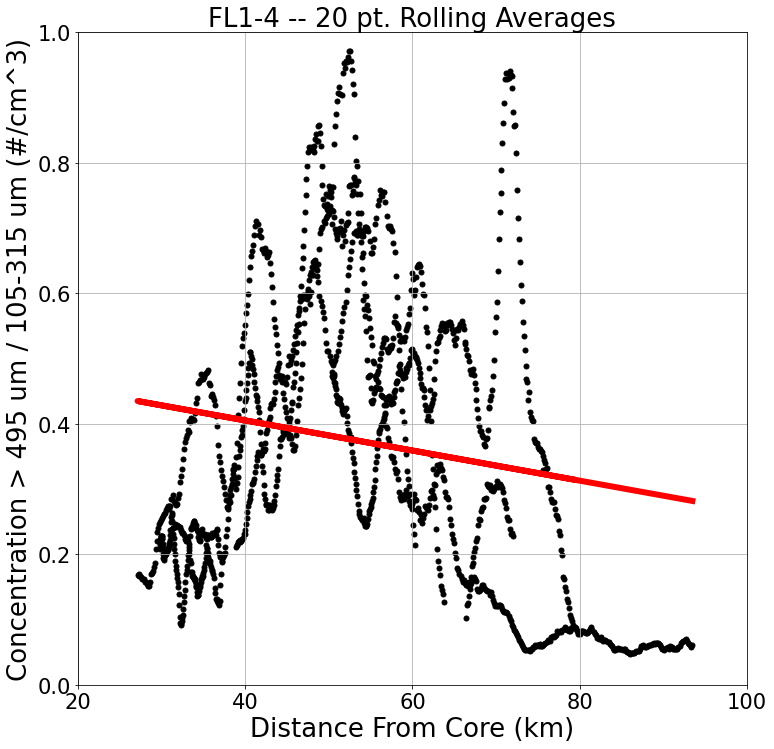 FL1-4 -- 20 pt. Rolling Averages
Concentration > 495 um / 105-315 um (#/cm^3)
1.0
0.8
0.6
0.4
0.2
0.0
20 40 60 80 100
Distance From Core (km)